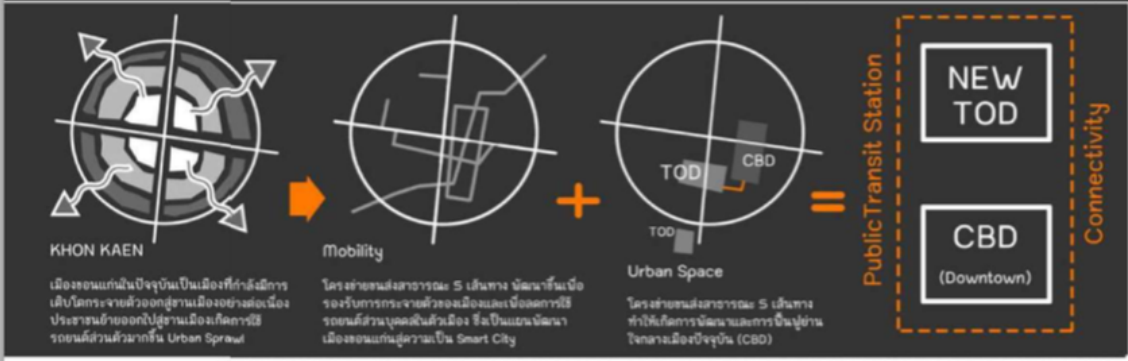 TOD
CBD
TOD
KHON KAEN
เมืองขอนแก่นในปัจจุบันเป็นเมืองที่กำลังมีการ
เติบโตกระจายตัวออกสู่ชานเมืองอย่างต่อเนื่อง
ประชาชนย้ายออกไปสู่ชานเมืองเกิดการใช้
รถยนต์ส่วนตัวมากขึ้น Urban Sprawl
Mobility
โครงข่ายขนส่งสาธารณะ 5 เส้นทาง พัฒนาขึ้นเพื่อ
รองรับการกระจายตัวของเมืองและเพื่อลดการใช้
รถยนต์ส่วนบุคคลในตัวเมือง ซึ่งเป็นแผนพัฒนา
เมืองขอนแก่นสู่ความเป็น Smart City
Urban Space
โครงข่ายขนส่งสาธารณะ 5 เส้นทาง
ทำให้เกิดการพัฒนาและการฟื้นฟูย่าน
ใจกลางเมืองปัจจุบัน (CBD)
Public Transit Station
NEW
TOD
CBD
(Downtown)
Connectivity